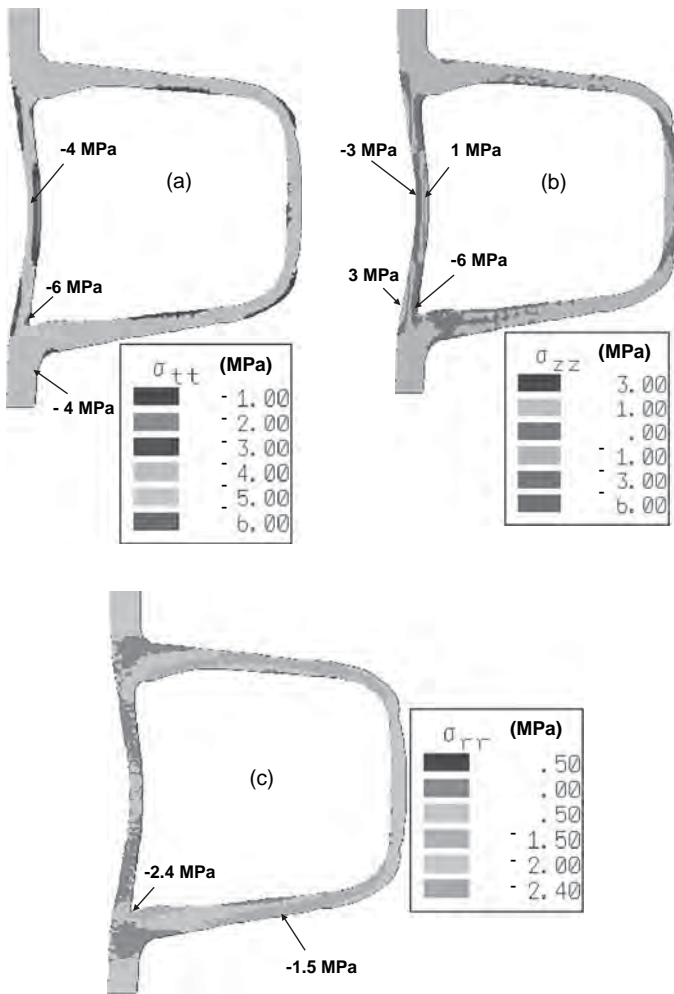 -4 MPa
(a)
-6 MPa
- 4 MPa
σtt (MPa)
- 1.00
- 2.00
- 3.00
- 4.00
- 5.00
- 6.00
-3 MPa
1 MPa
(b)
3 MPa
-6 MPa
σzz (MPa)
3.00
1.00
.00
- 1.00
- 3.00
- 6.00
(c)
-2.4 MPa
-1.5 MPa
σrr (MPa)
.50
.00
.50
- 1.50
- 2.00
- 2.40